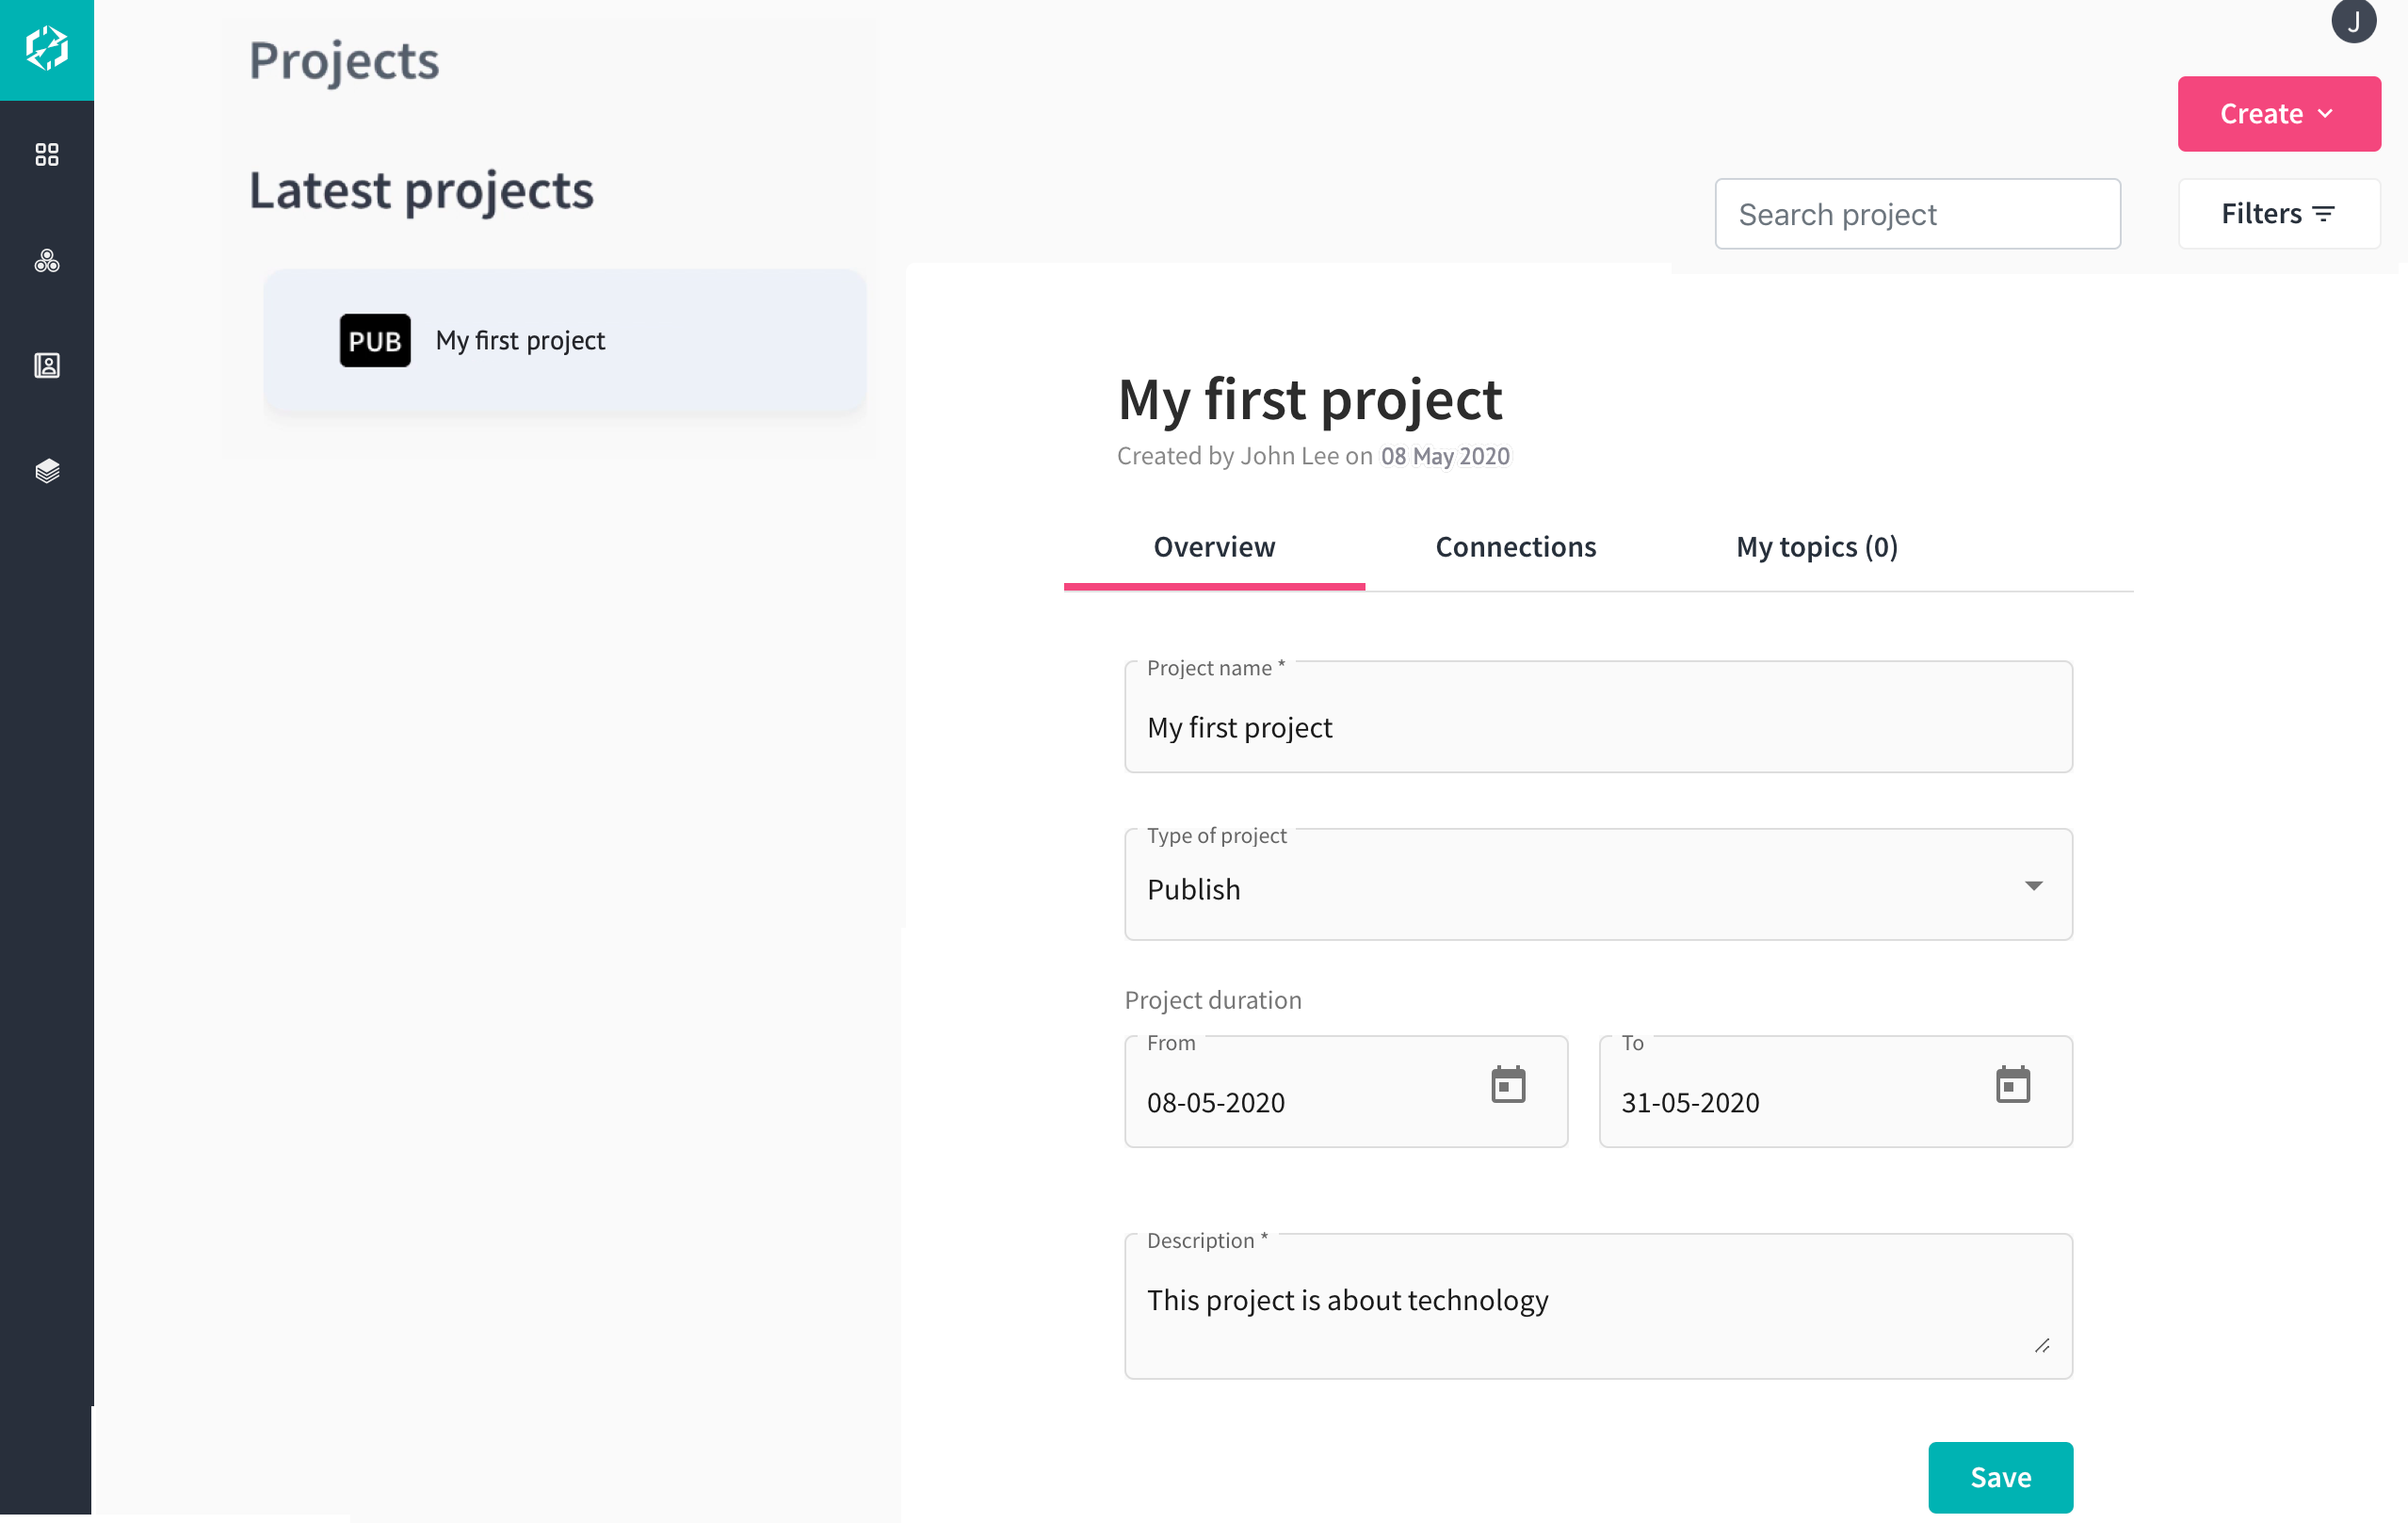 J
Projects
Create
Latest projects
Search project
Filters
PUB My first project
My first project
Created by John Lee on 08 May 2020
Overview Connections My topics (0)
Project name *
My first project
Type of project
Publish
Project duration
From To
08-05-2020 31-05-2020
Description *
This project is about technology
Save